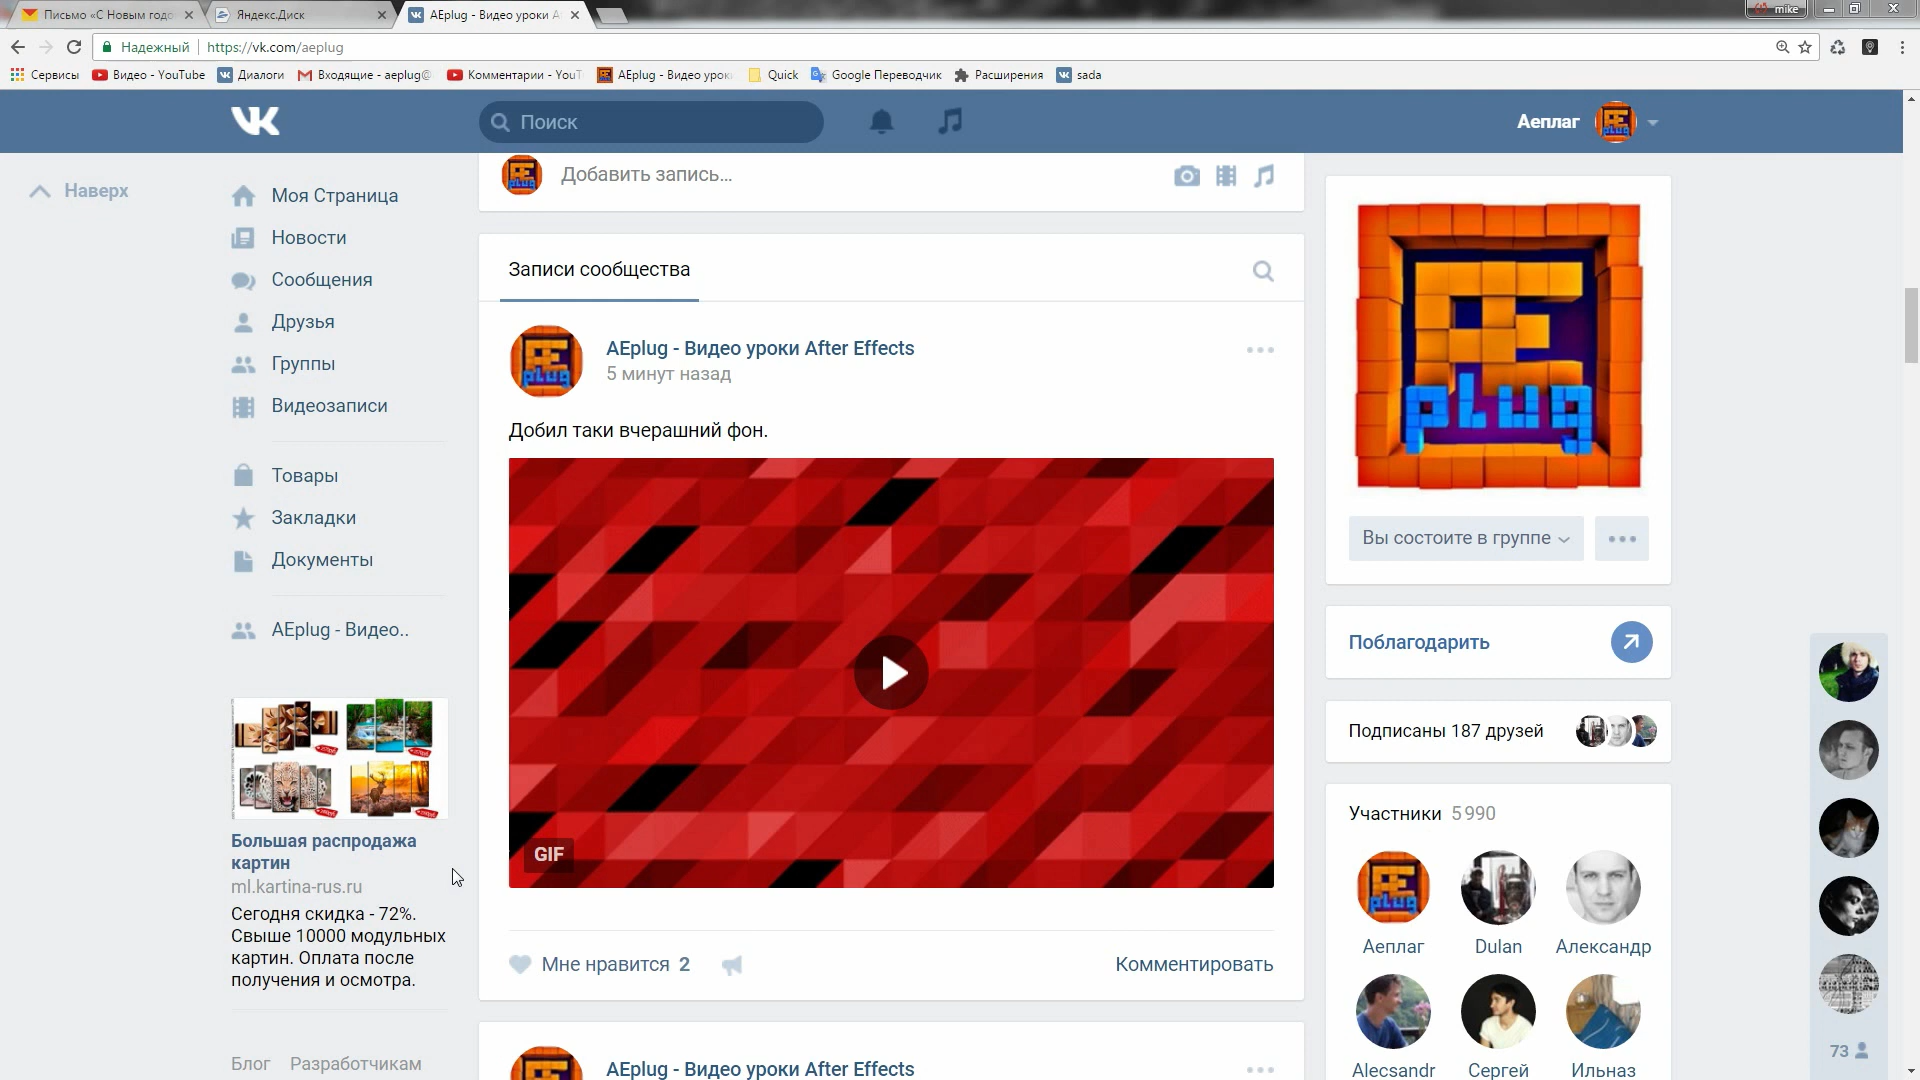 Письмо «С Новым годо
Яндекс.Диск
AEplug - Видео уроки A
mike
Надежный
https://vk.com/aeplug
Сервисы
Видео - YouTube
Диалоги
Входящие - aeplug@
Комментарии - YouT
AEplug - Видео уроки
Quick
Google Переводчик
Расширения
sada
Поиск
Аеплаг
Наверх
Моя Страница
Новости
Сообщения
Друзья
Группы
Видеозаписи
Товары
Закладки
Документы
AEplug - Видео..
Большая распродажа
картин
ml.kartina-rus.ru
Сегодня скидка - 72%.
Свыше 10000 модульных
картин. Оплата после
получения и осмотра.
Блог Разработчикам
Добавить запись...
Записи сообщества
AEplug - Видео уроки After Effects
5 минут назад
Добил таки вчерашний фон.
GIF
Мне нравится 2
Комментировать
AEplug - Видео уроки After Effects
AE
plug
Вы состоите в группе
Поблагодарить
Подписаны 187 друзей
Участники 5 990
Аеплаг Dulan Александр
Alecsandr Сергей Ильназ
73